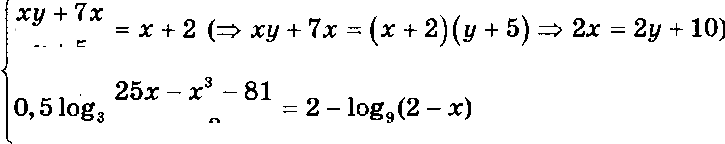 xy + 7x = x + 2 (⇒ xy + 7x = (x + 2)(y + 5) ⇒ 2x = 2y + 10)
0,5 log₃ 25x − x³ − 81 = 2 − log₉(2 − x)